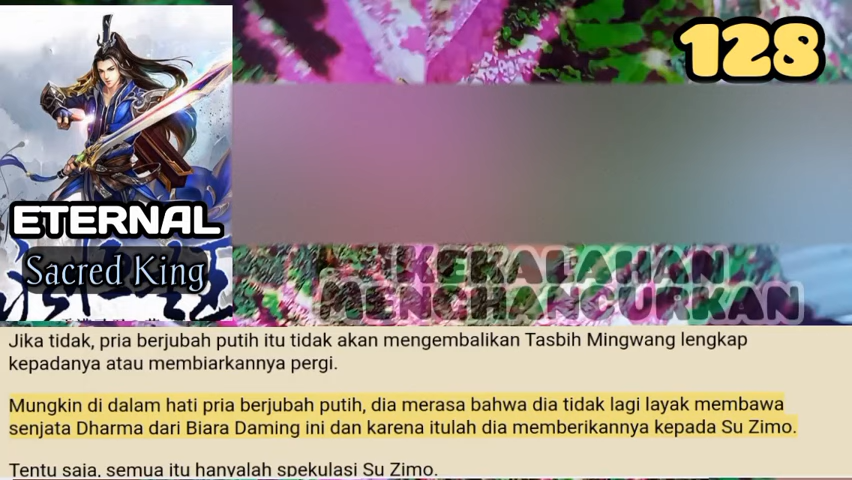 128
ETERNAL
Sacred King
KEKALAHAN
MENGHANCURKAN
Jika tidak, pria berjubah putih itu tidak akan mengembalikan Tasbih Mingwang lengkap
kepadanya atau membiarkannya pergi.
Mungkin di dalam hati pria berjubah putih, dia merasa bahwa dia tidak lagi layak membawa
senjata Dharma dari Biara Daming ini dan karena itulah dia memberikannya kepada Su Zimo.
Tentu saja, semua itu hanyalah spekulasi Su Zimo.